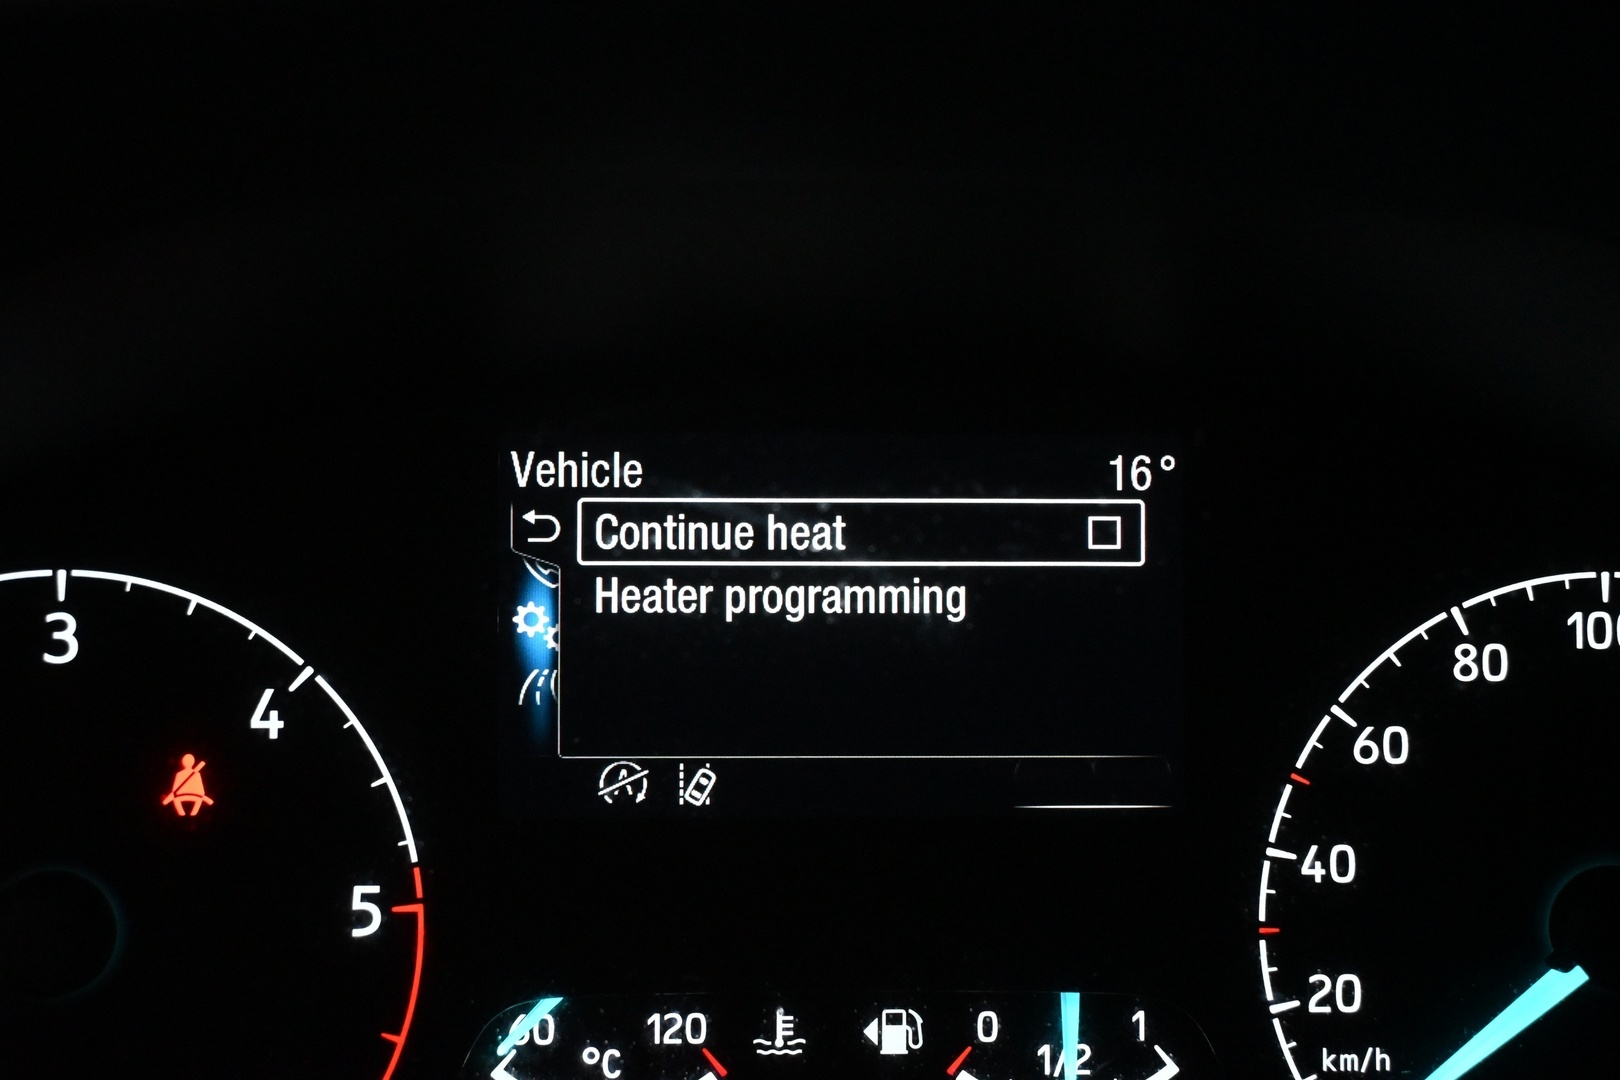 Vehicle 16°
Continue heat
Heater programming
3
4
5
100
80
60
40
20
km/h
60 120
°C
0 1/2 1